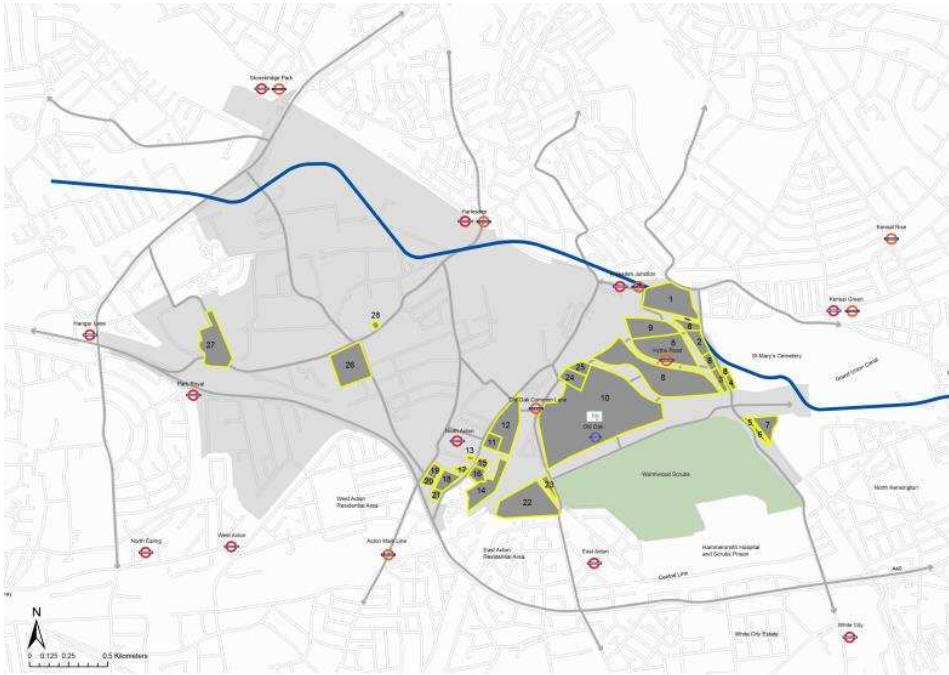 Stonebridge Park
Harlesden
Kensal Rise
Willesden Junction
Kensal Green
1
28
Hanger Lane
9
8
2
27
8
St Mary's Cemetery
Hythe Road
26
25
24
6
Grand Union Canal
Park Royal
10
Old Oak Common Lane
12
5
7
6
North Acton
11
Old Oak
13
15
Wormwood Scrubs
19
17
16
20
18
14
23
21
22
North Kensington
West Acton
Residential Area
North Ealing
West Acton
Acton Main Line
East Acton
Residential Area
East Acton
Hammersmith Hospital
and Scrubs Prison
Central Line
A40
N
White City
White City Estate
0 0.125 0.25 0.5 Kilometers